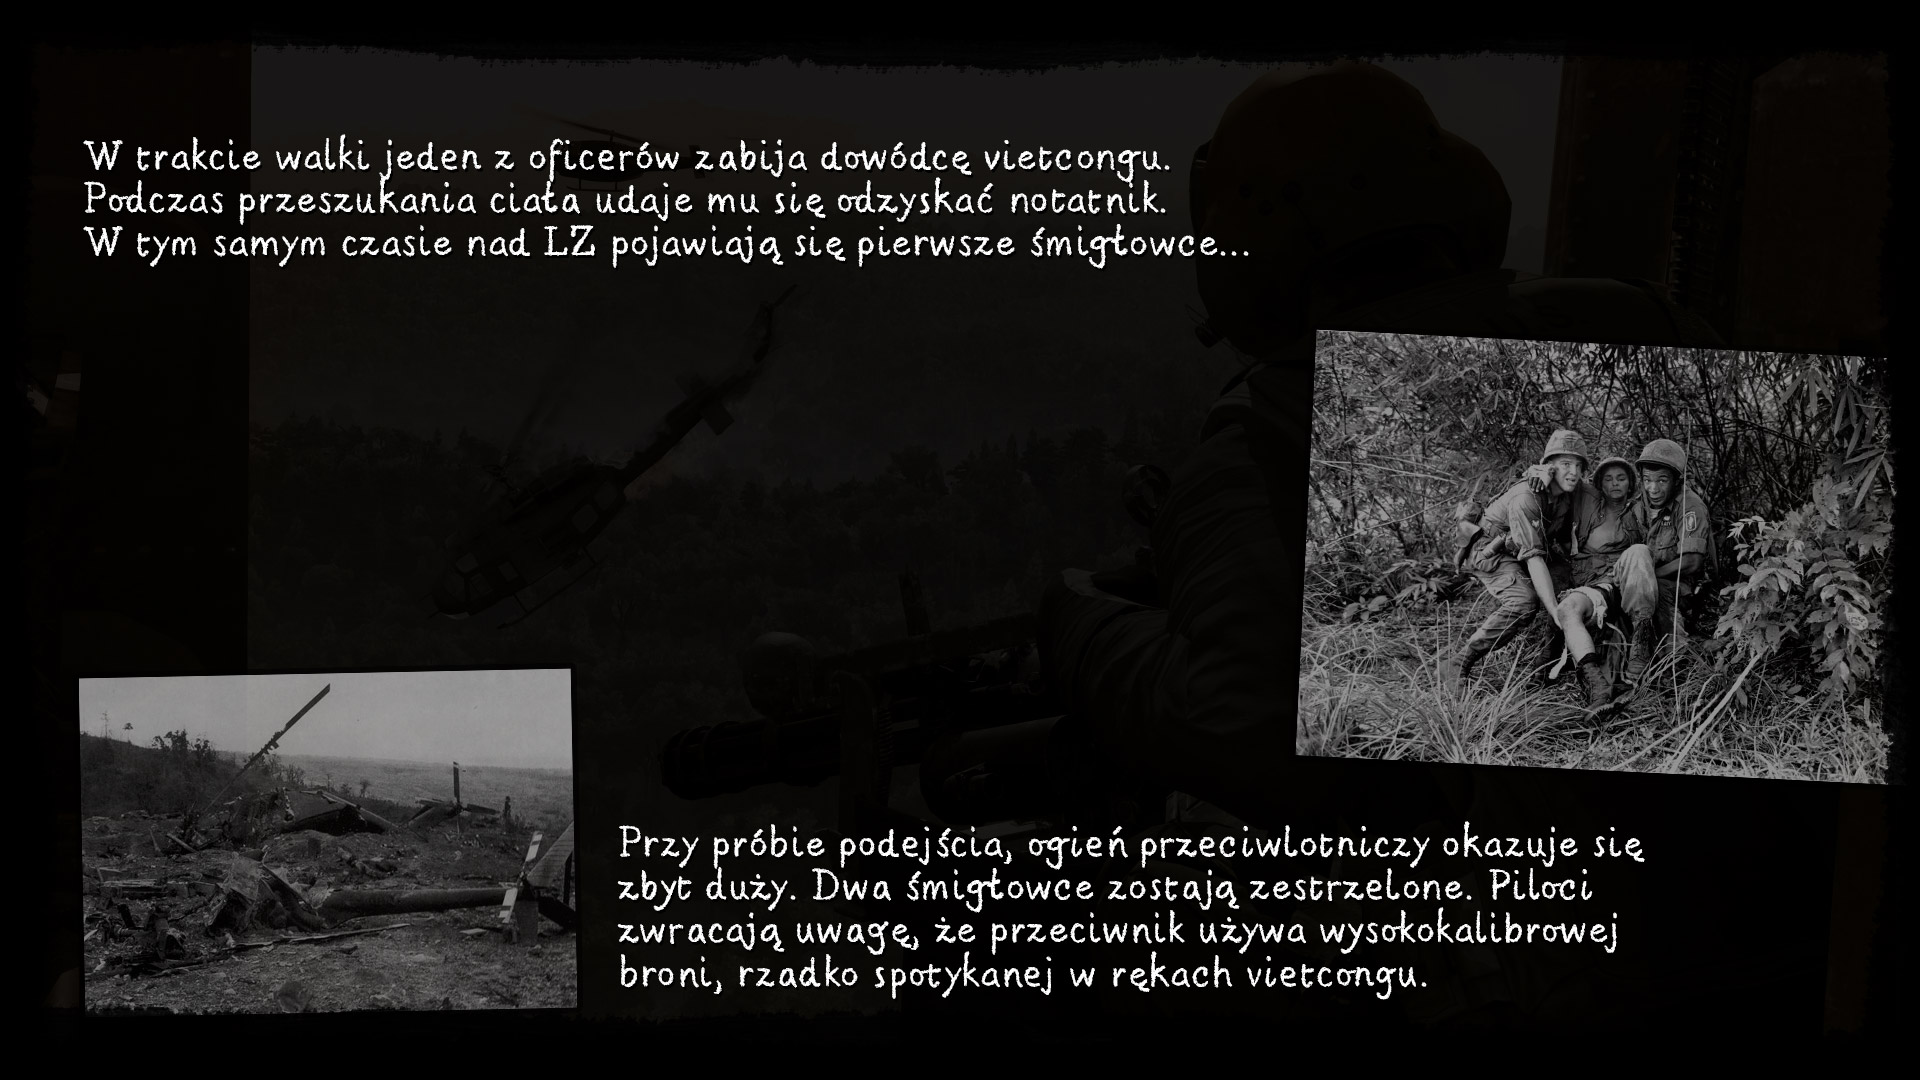 W trakcie walki jeden z oficerów zabija dowódcę vietcongu.
Podczas przeszukania ciała udaje mu się odzyskać notatnik.
W tym samym czasie nad LZ pojawiają się pierwsze śmigłowce...
Przy próbie podejścia, ogień przeciwlotniczy okazuje się
zbyt duży. Dwa śmigłowce zostają zestrzelone. Piloci
zwracają uwagę, że przeciwnik używa wysokokalibrowej
broni, rzadko spotykanej w rękach vietcongu.